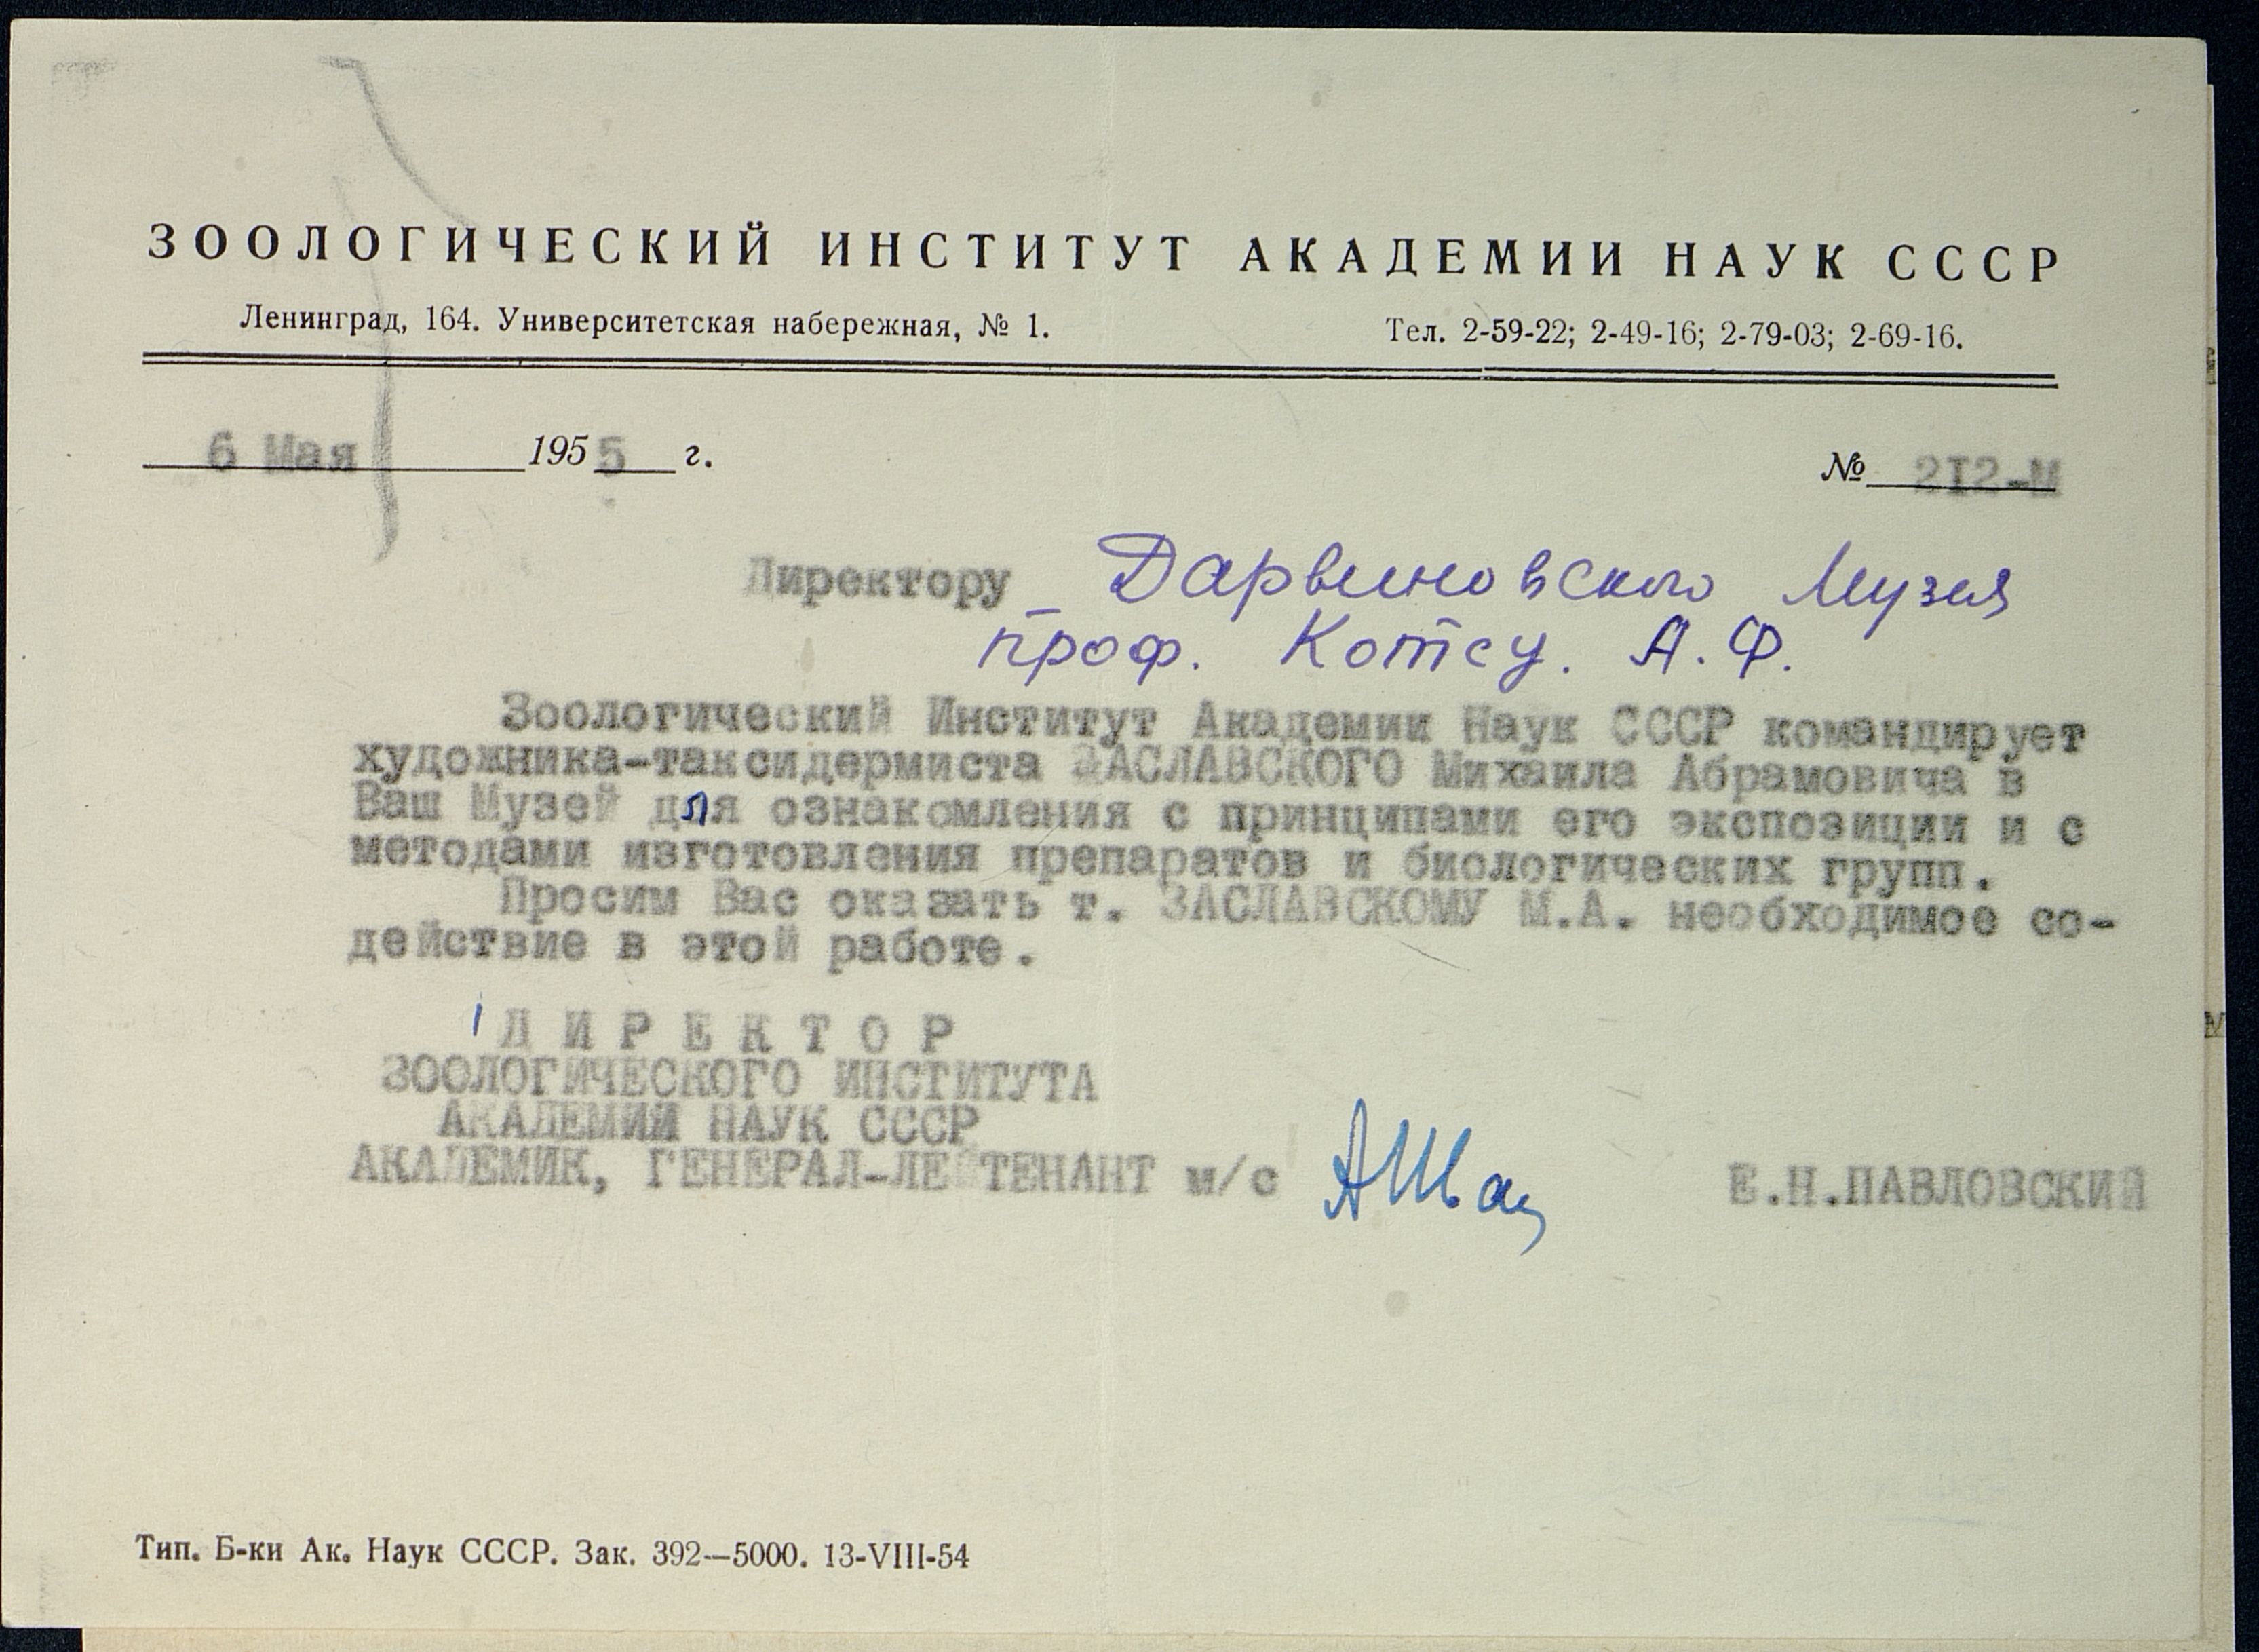 ЗООЛОГИЧЕСКИЙ ИНСТИТУТ АКАДЕМИИ НАУК СССР
Ленинград, 164. Университетская набережная, № 1. Тел. 2-59-22; 2-49-16; 2-79-03; 2-69-16.
6 Мая 1955 г. № 2I2-М
Директору Дарвиновского Музея
проф. Котсу. А.Ф.
Зоологический Институт Академии Наук СССР командирует
художника-таксидермиста ЗАСЛАВСКОГО Михаила Абрамовича в
Ваш Музей для ознакомления с принципами его экспозиции и с
методами изготовления препаратов и биологических групп.
Просим Вас оказать т. ЗАСЛАВСКОМУ М.А. необходимое со-
действие в этой работе.
ДИРЕКТОР
ЗООЛОГИЧЕСКОГО ИНСТИТУТА
АКАДЕМИИ НАУК СССР
АКАДЕМИК, ГЕНЕРАЛ-ЛЕЙТЕНАНТ м/с Е.Н.ПАВЛОВСКИЙ
Тип. Б-ки Ак. Наук СССР. Зак. 392—5000. 13-VIII-54